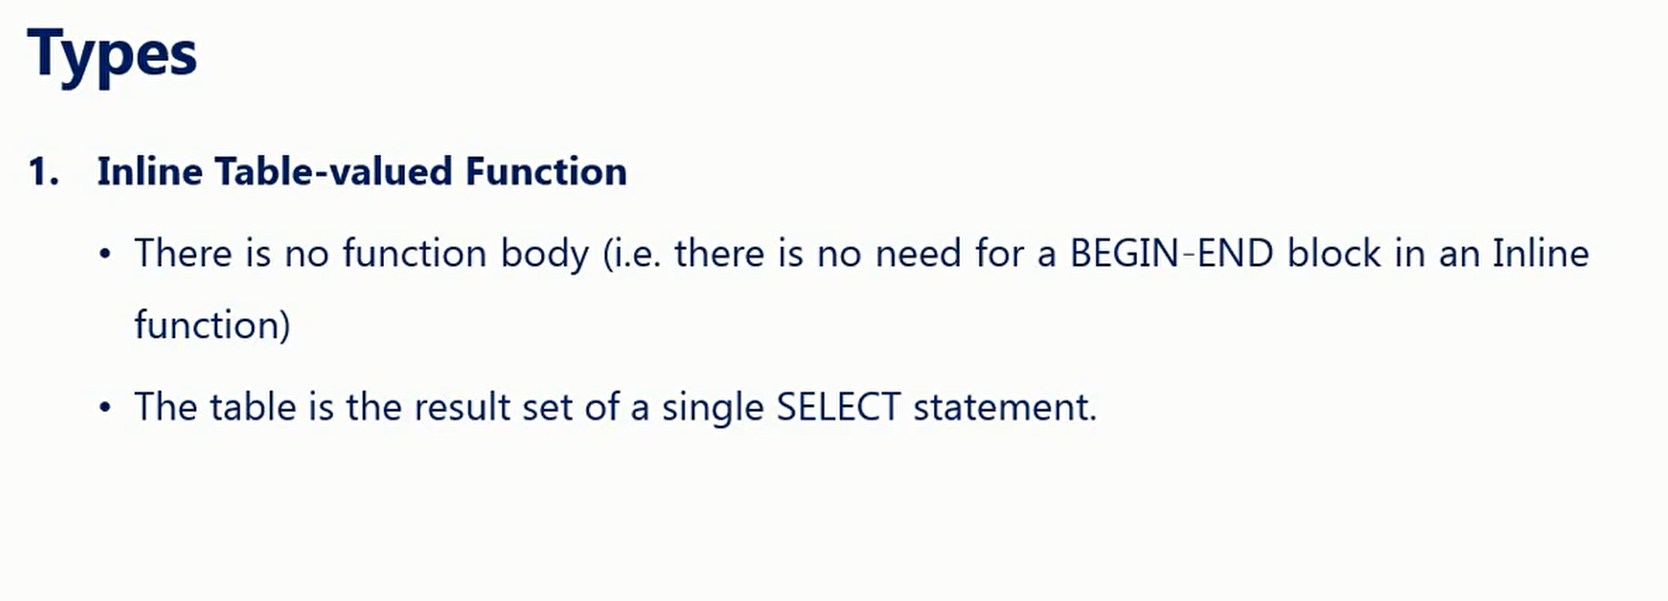 Types
1. Inline Table-valued Function
• There is no function body (i.e. there is no need for a BEGIN-END block in an Inline
function)
• The table is the result set of a single SELECT statement.